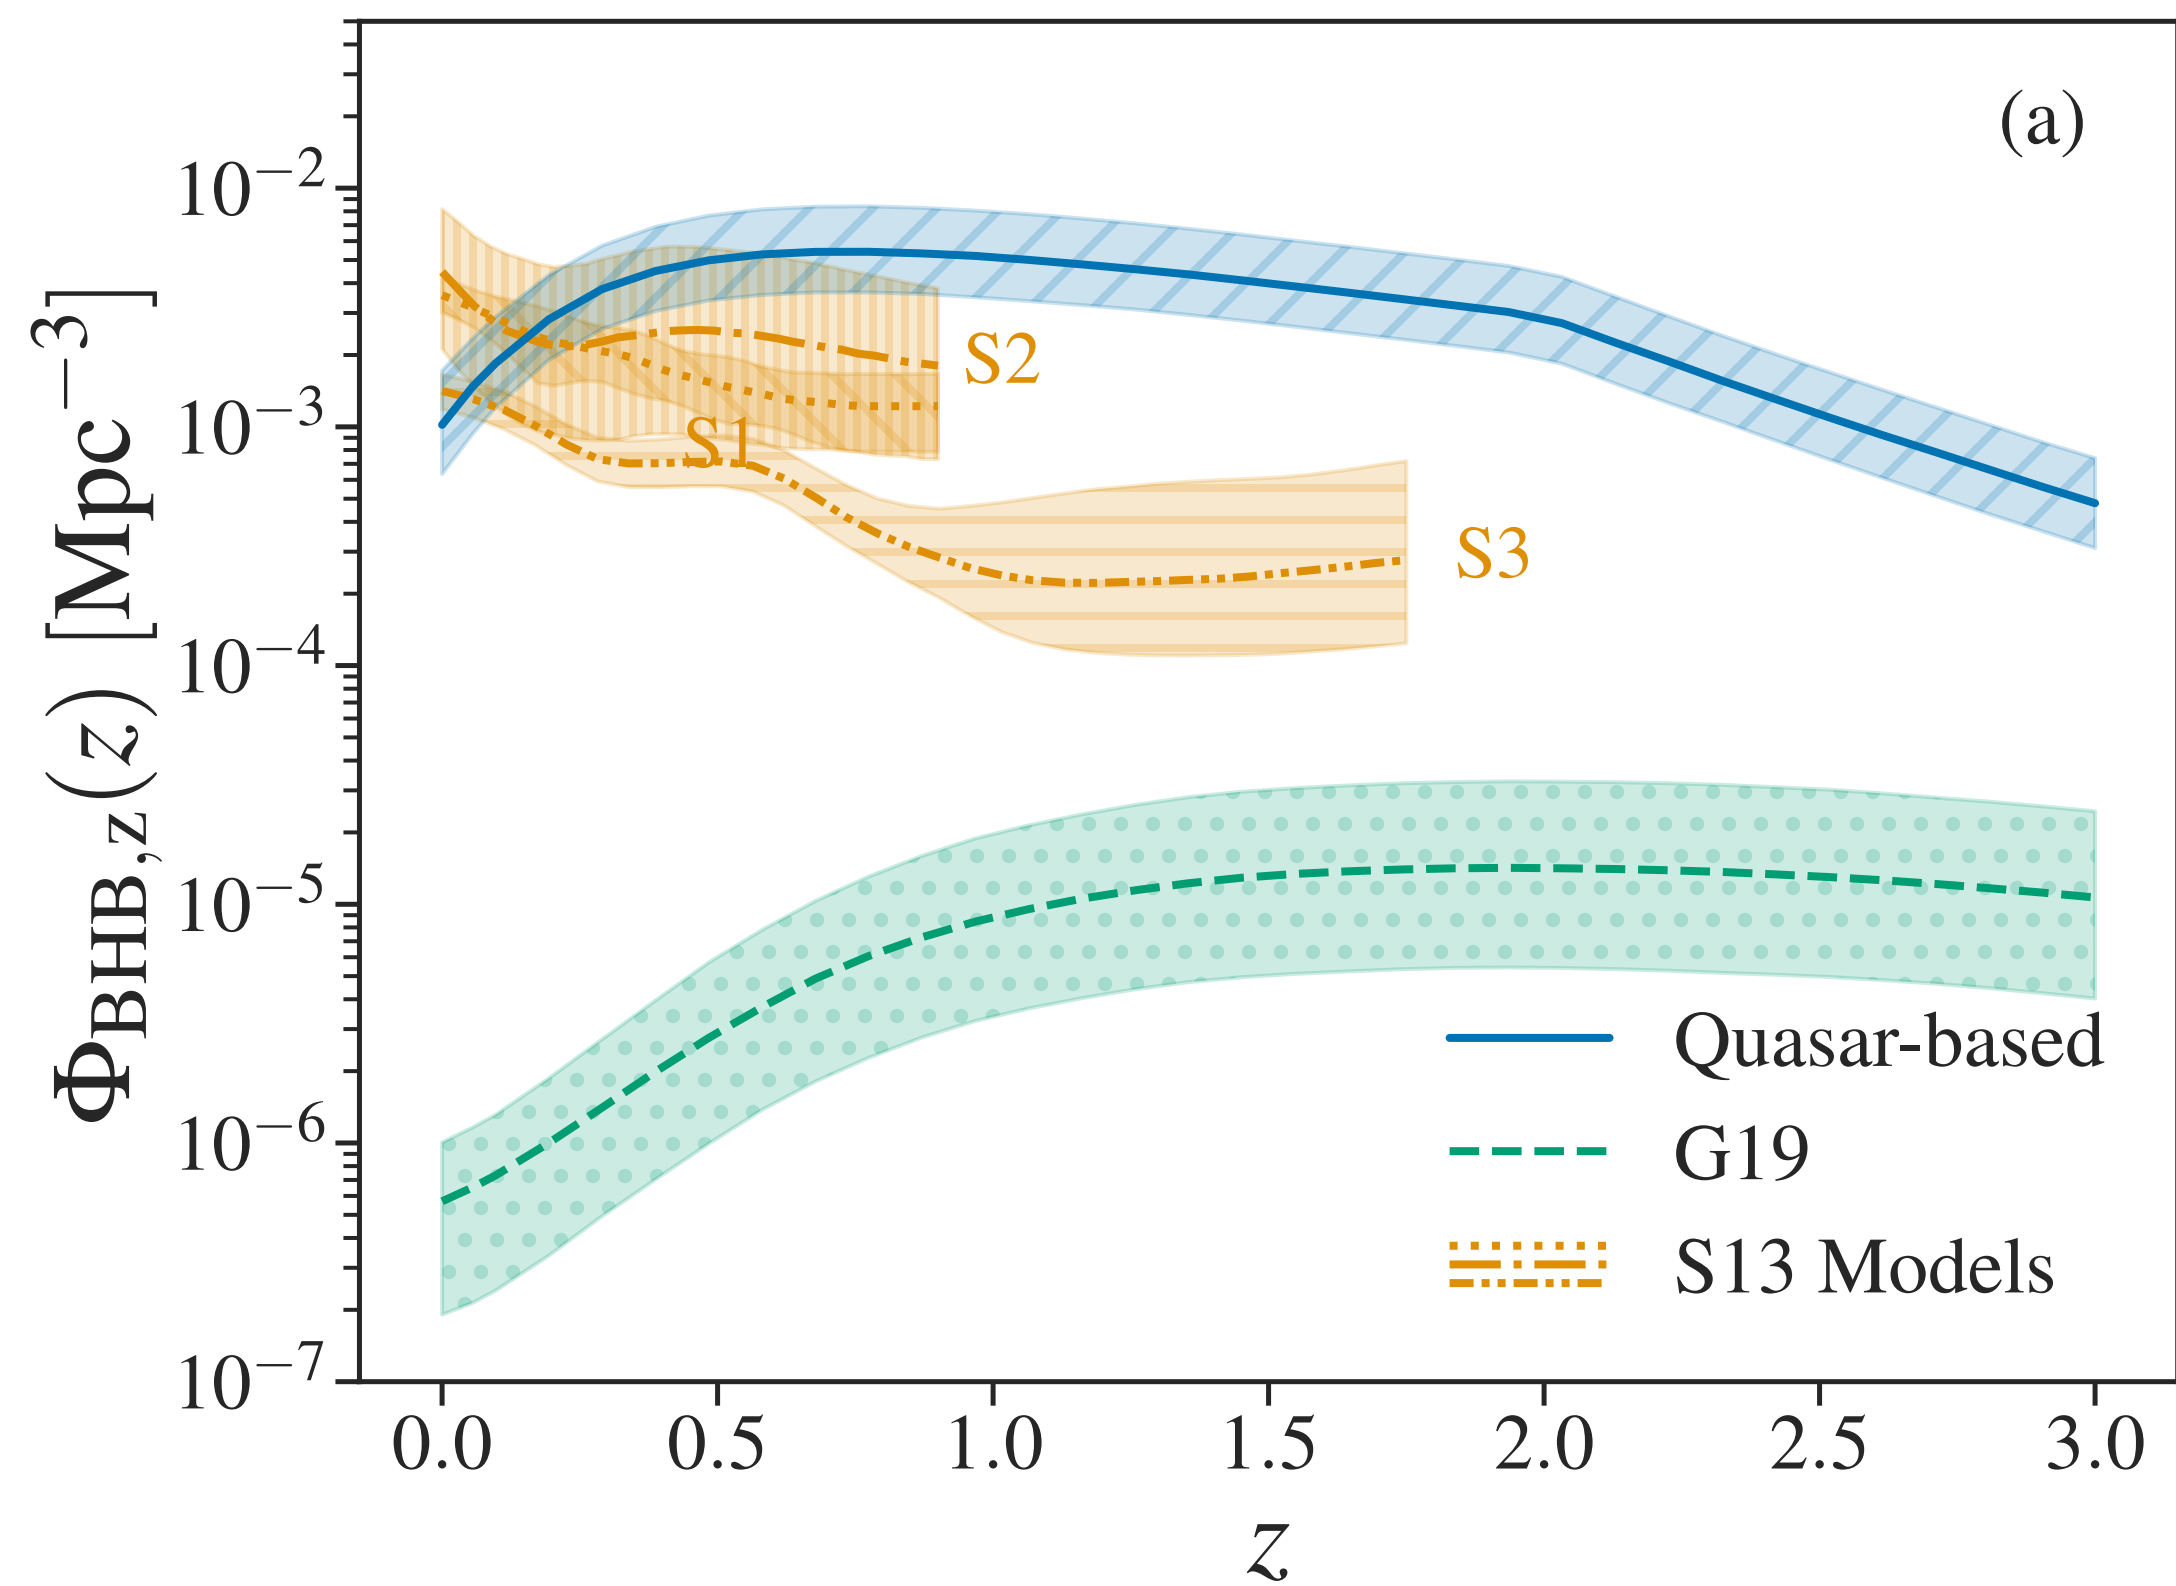 (a)
Φ_BHB,z(z) [Mpc⁻³]
10⁻²
10⁻³
10⁻⁴
10⁻⁵
10⁻⁶
10⁻⁷
S2
S1
S3
Quasar-based
G19
S13 Models
0.0 0.5 1.0 1.5 2.0 2.5 3.0
z